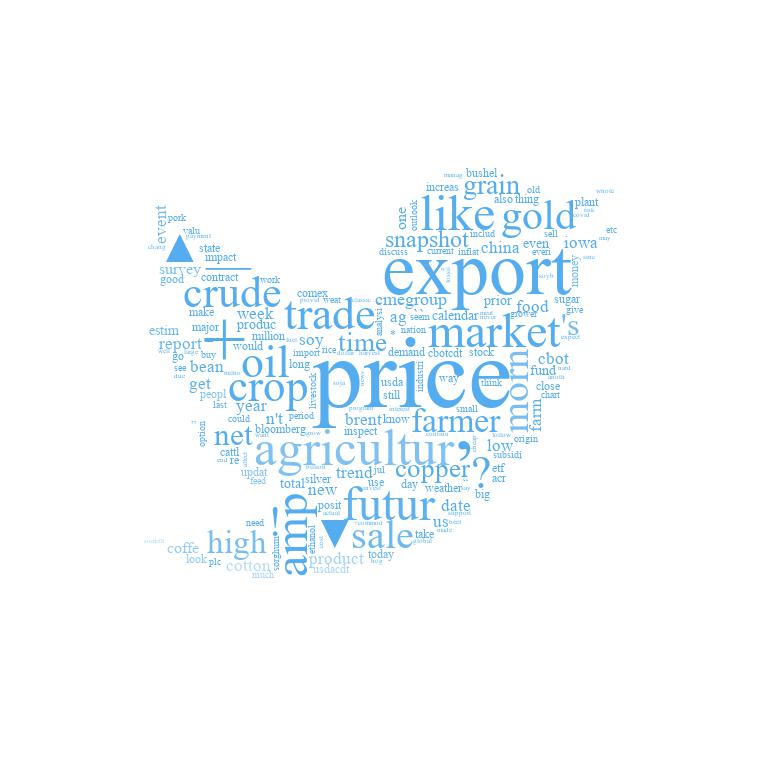 bushel
increas grain old
also thing
event pork
one outlook like gold plant
valu
etc
snapshot china even iowa
discuss includ sell
state
impact
survey
good contract work
current inflat everi money
export
crude
comex
make
major week
produc
trade
cmegroup prior food sugar
give
ag calendar
market's
estim
report
million soy time
analysi
nation
would
+
go buy
import rice
long
demand cbotcdt stock
cbot
fund
see bean
oil
crop price
usda
still
industri
way think
morn
close
chart
get
peopl
livestock
last year
could n't period
brent know
inspect
small
farmer
farm
origin
option
net bloomberg
agricultur ,
low
subsidi
cattl
re
updat
feed
trend jul
use
copper ?
etf
acr
total silver
new
day weather
big
posit
futur date
us
need
!
amp
ethanol
sale
take
today
high
coffe
look plc
cotton
much
sorghum
product
usdacdt